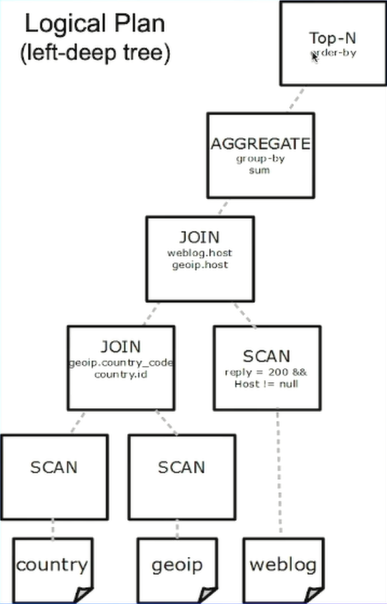 Logical Plan
(left-deep tree)
Top-N
order-by
AGGREGATE
group-by
sum
JOIN
weblog.host
geoip.host
JOIN
geoip.country_code
country.id
SCAN
reply = 200 &&
Host != null
SCAN
SCAN
country
geoip
weblog